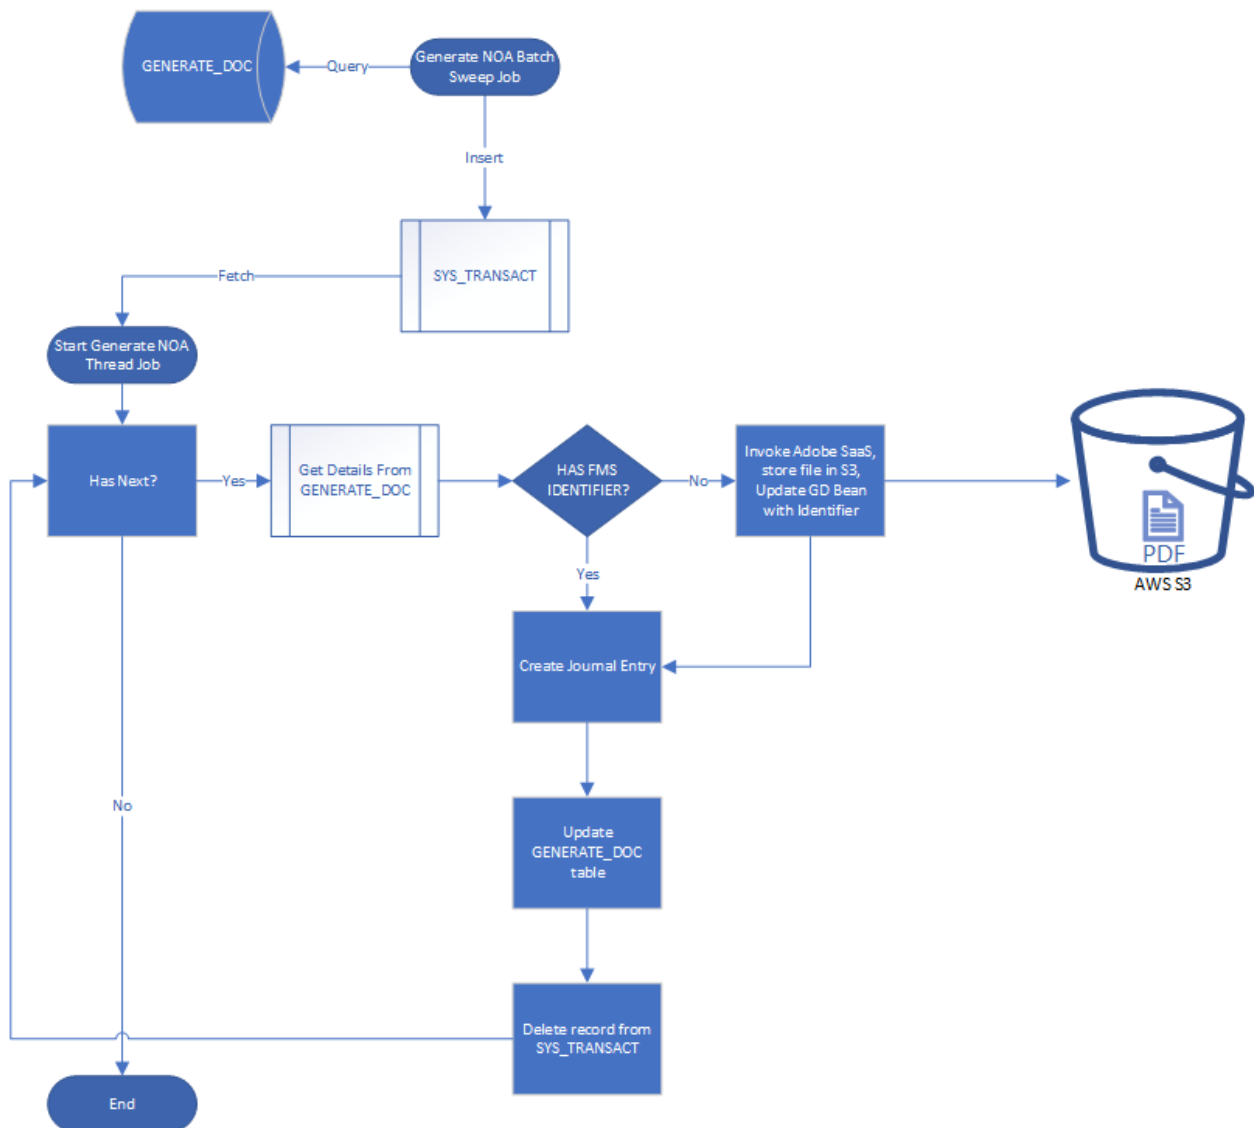 GENERATE_DOC
Query
Generate NOA Batch
Sweep Job
Insert
SYS_TRANSACT
Fetch
Start Generate NOA
Thread Job
Has Next?
Yes
Get Details From
GENERATE_DOC
HAS FMS
IDENTIFIER?
No
Invoke Adobe SaaS,
store file in S3,
Update GD Bean
with Identifier
PDF
AWS S3
Yes
Create Journal Entry
No
Update
GENERATE_DOC
table
Delete record from
SYS_TRANSACT
End